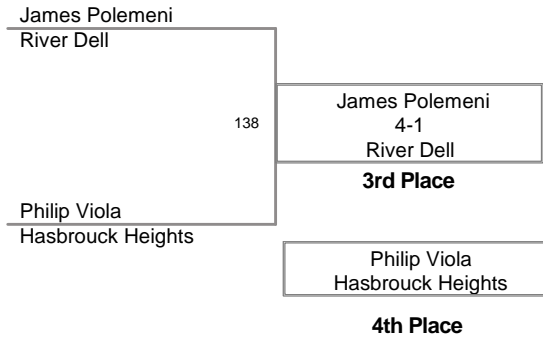 James Polemeni
River Dell
138
James Polemeni
4-1
River Dell
3rd Place
Philip Viola
Hasbrouck Heights
Philip Viola
Hasbrouck Heights
4th Place